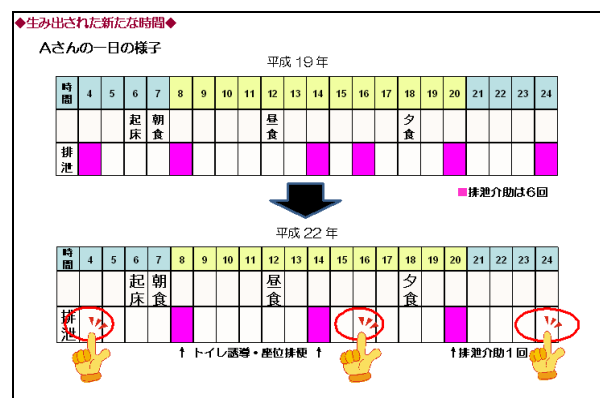 ◆生み出された新たな時間◆
Aさんの一日の様子
平成 19 年
時間 4 5 6 7 8 9 10 11 12 13 14 15 16 17 18 19 20 21 22 23 24
起床 朝食 昼食 夕食
排泄
■排泄介助は6回
平成 22 年
時間 4 5 6 7 8 9 10 11 12 13 14 15 16 17 18 19 20 21 22 23 24
起床 朝食 昼食 夕食
排泄
↑ トイレ誘導・座位排便 ↑ ↑排泄介助1回